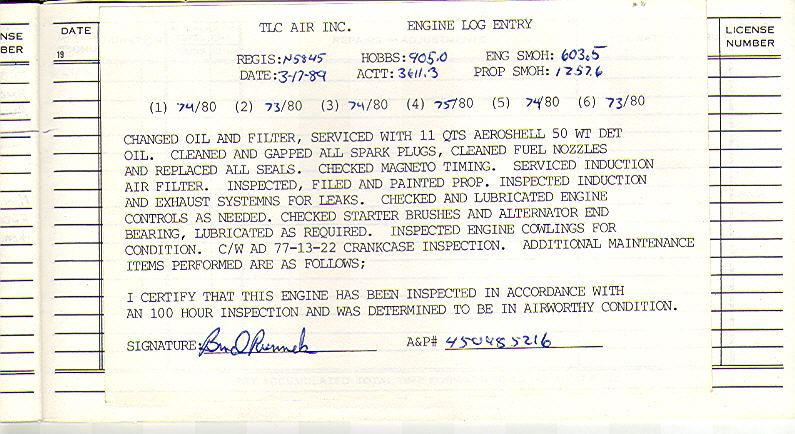 TLC AIR INC. ENGINE LOG ENTRY
NSE
BER
DATE
19
LICENSE
NUMBER
REGIS: N5845 HOBBS: 905.0 ENG SMOH: 603.5
DATE: 3-17-89 ACTT: 3611.3 PROP SMOH: 1257.6
(1) 74/80 (2) 73/80 (3) 74/80 (4) 75/80 (5) 74/80 (6) 73/80
CHANGED OIL AND FILTER, SERVICED WITH 11 QTS AEROSHELL 50 WT DET
OIL. CLEANED AND GAPPED ALL SPARK PLUGS, CLEANED FUEL NOZZLES
AND REPLACED ALL SEALS. CHECKED MAGNETO TIMING. SERVICED INDUCTION
AIR FILTER. INSPECTED, FILED AND PAINTED PROP. INSPECTED INDUCTION
AND EXHAUST SYSTEMNS FOR LEAKS. CHECKED AND LUBRICATED ENGINE
CONTROLS AS NEEDED. CHECKED STARTER BRUSHES AND ALTERNATOR END
BEARING, LUBRICATED AS REQUIRED. INSPECTED ENGINE COWLINGS FOR
CONDITION. C/W AD 77-13-22 CRANKCASE INSPECTION. ADDITIONAL MAINTENANCE
ITEMS PERFORMED ARE AS FOLLOWS;
I CERTIFY THAT THIS ENGINE HAS BEEN INSPECTED IN ACCORDANCE WITH
AN 100 HOUR INSPECTION AND WAS DETERMINED TO BE IN AIRWORTHY CONDITION.
SIGNATURE: A&P# 450485216